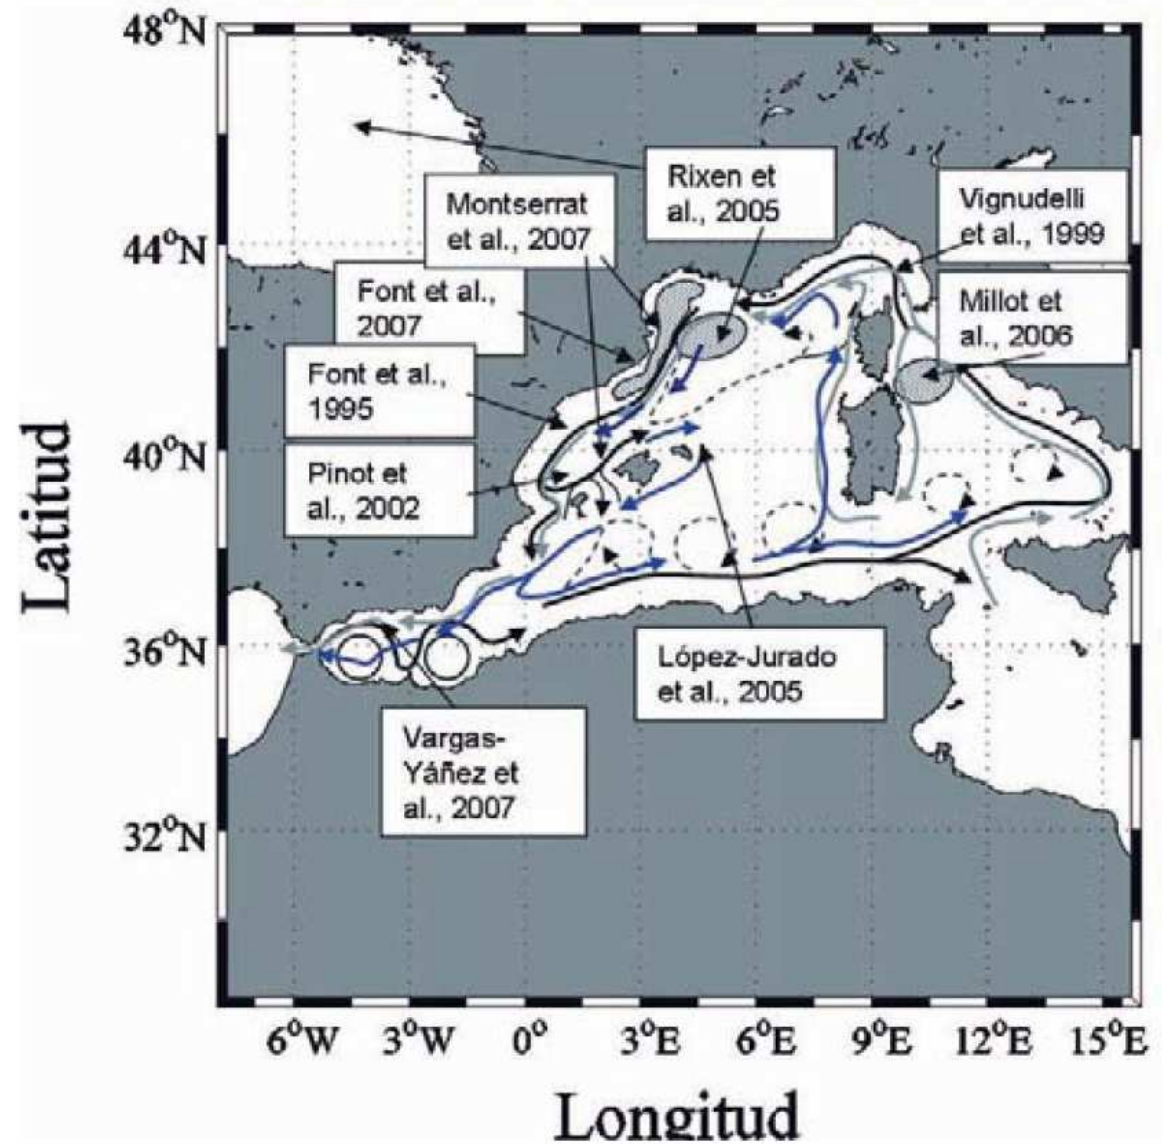 48°N
Rixen et
al., 2005
Montserrat
et al., 2007
Vignudelli
et al., 1999
44°N
Font et al.,
2007
Millot et
al., 2006
Font et al.,
1995
40°N
Pinot et
al., 2002
Latitud
36°N
López-Jurado
et al., 2005
Vargas-
Yáñez et
al., 2007
32°N
6°W 3°W 0° 3°E 6°E 9°E 12°E 15°E
Longitud